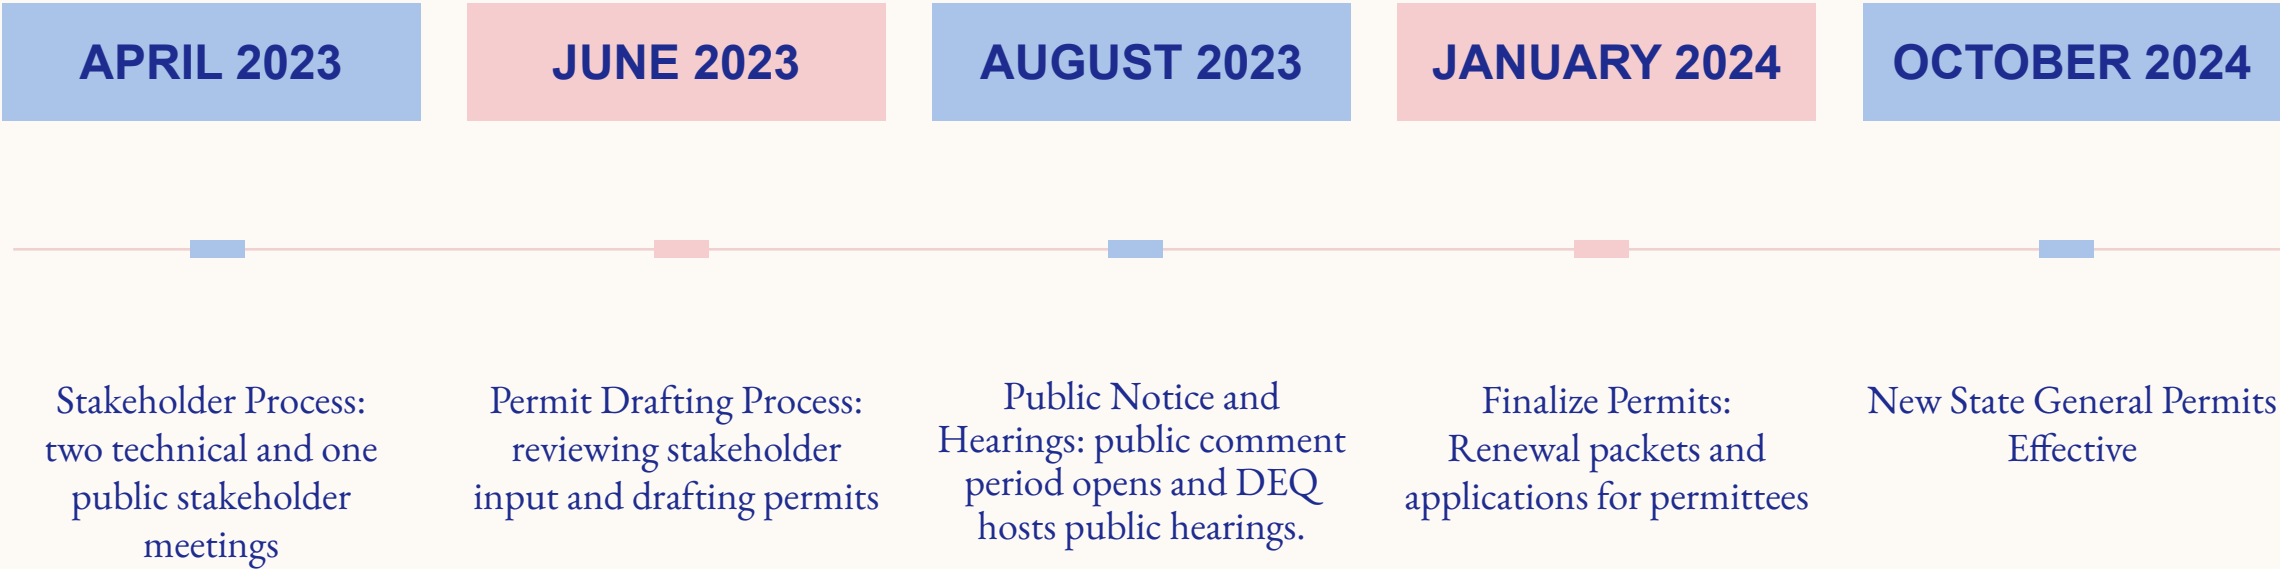 APRIL 2023
JUNE 2023
AUGUST 2023
JANUARY 2024
OCTOBER 2024
Stakeholder Process:
two technical and one
public stakeholder
meetings
Permit Drafting Process:
reviewing stakeholder
input and drafting permits
Public Notice and
Hearings: public comment
period opens and DEQ
hosts public hearings.
Finalize Permits:
Renewal packets and
applications for permittees
New State General Permits
Effective